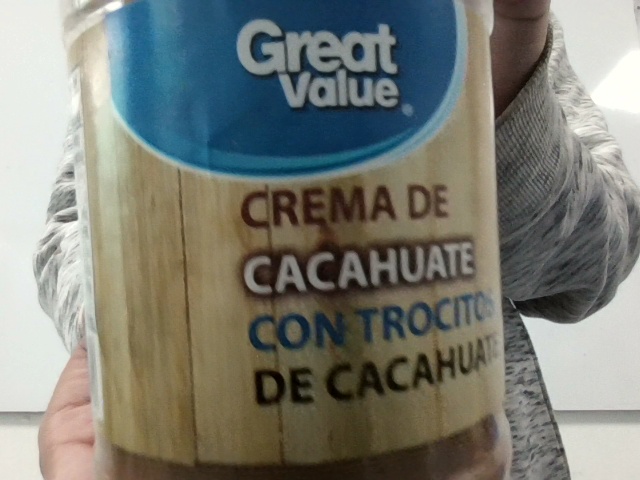 Great
Value
CREMA DE
CACAHUATE
CON TROCITOS
DE CACAHUATE